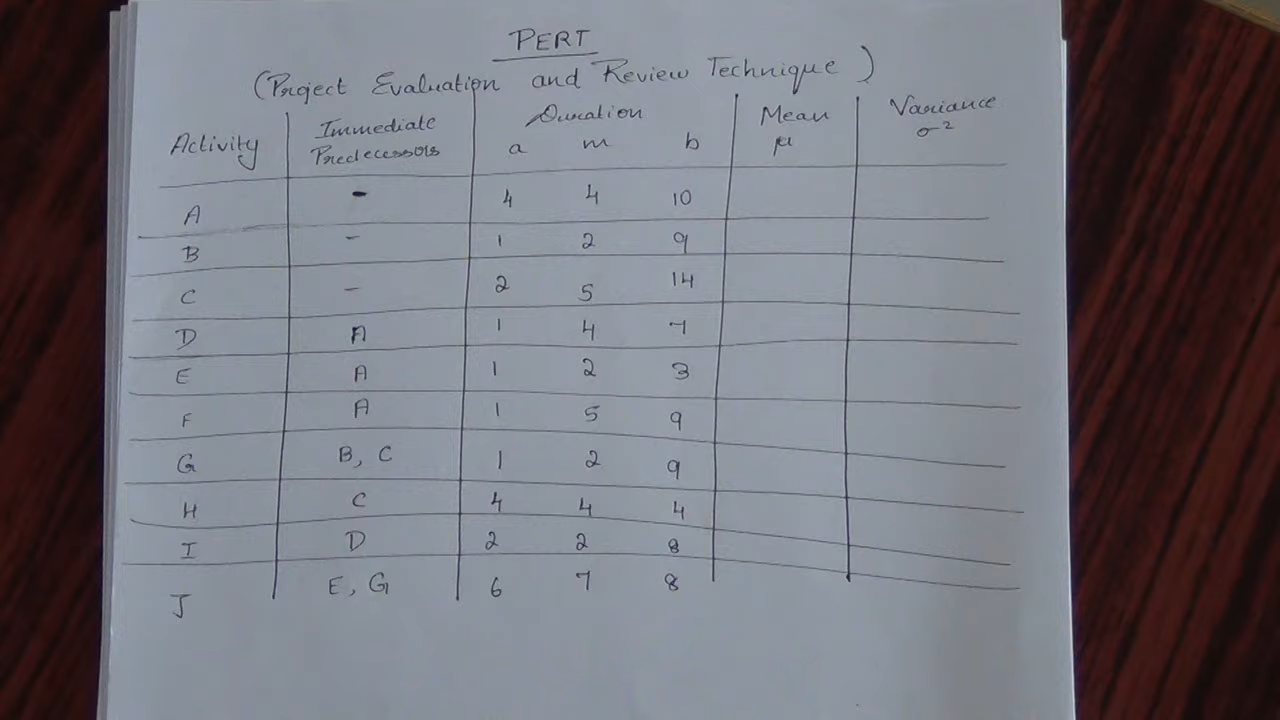 PERT
(Project Evaluation and Review Technique)
Activity Immediate Predecessors Duration a m b Mean μ Variance σ²
A - 4 4 10
B - 1 2 9
C - 2 5 14
D A 1 4 7
E A 1 2 3
F A 1 5 9
G B, C 1 2 9
H C 4 4 4
I D 2 2 8
J E, G 6 7 8